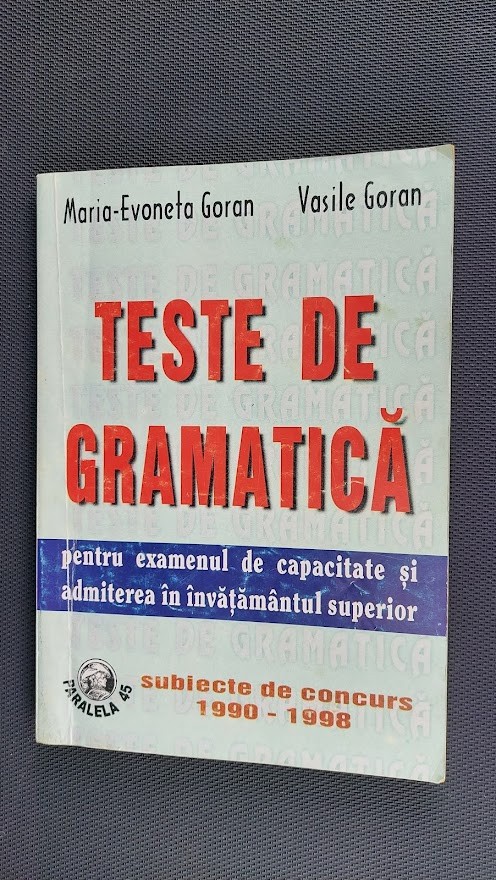 Maria-Evoneta Goran Vasile Goran
TESTE DE
GRAMATICĂ
pentru examenul de capacitate și
admiterea în învățământul superior
PARALELA 45
subiecte de concurs
1990 - 1998